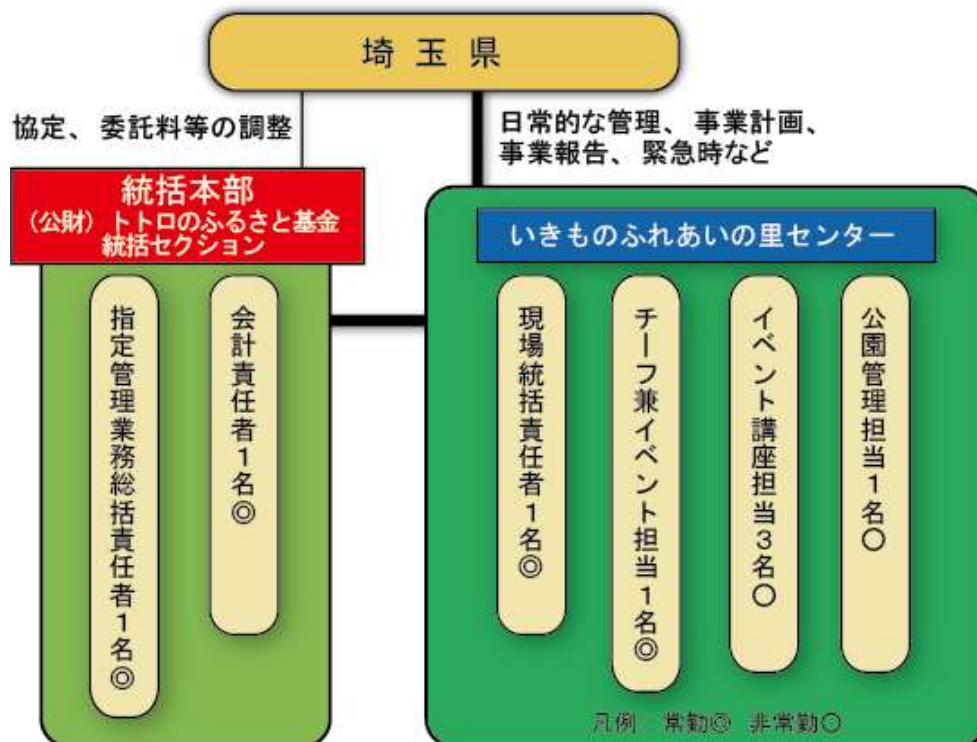 埼玉県
協定、委託料等の調整
日常的な管理、事業計画、
事業報告、緊急時など
統括本部
（公財）トトロのふるさと基金
統括セクション
指定管理業務総括責任者1名◎
会計責任者1名◎
いきものふれあいの里センター
現場統括責任者1名◎
チーフ兼イベント担当1名◎
イベント講座担当3名〇
公園管理担当1名〇
凡例：常勤◎ 非常勤〇